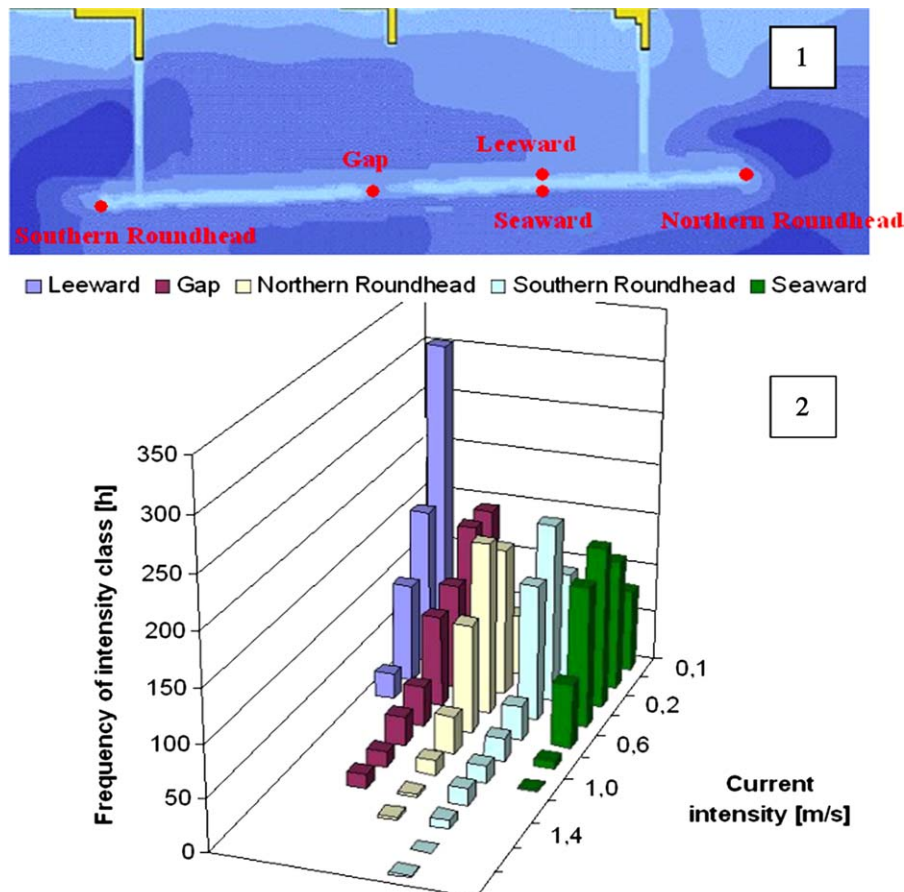 1
Leeward
Gap
Seaward
Southern Roundhead
Northern Roundhead
Leeward Gap Northern Roundhead Southern Roundhead Seaward
2
350
300
250
200
150
100
50
0
Frequency of intensity class [h]
0,1
0,2
0,6
1,0
1,4
Current
intensity [m/s]